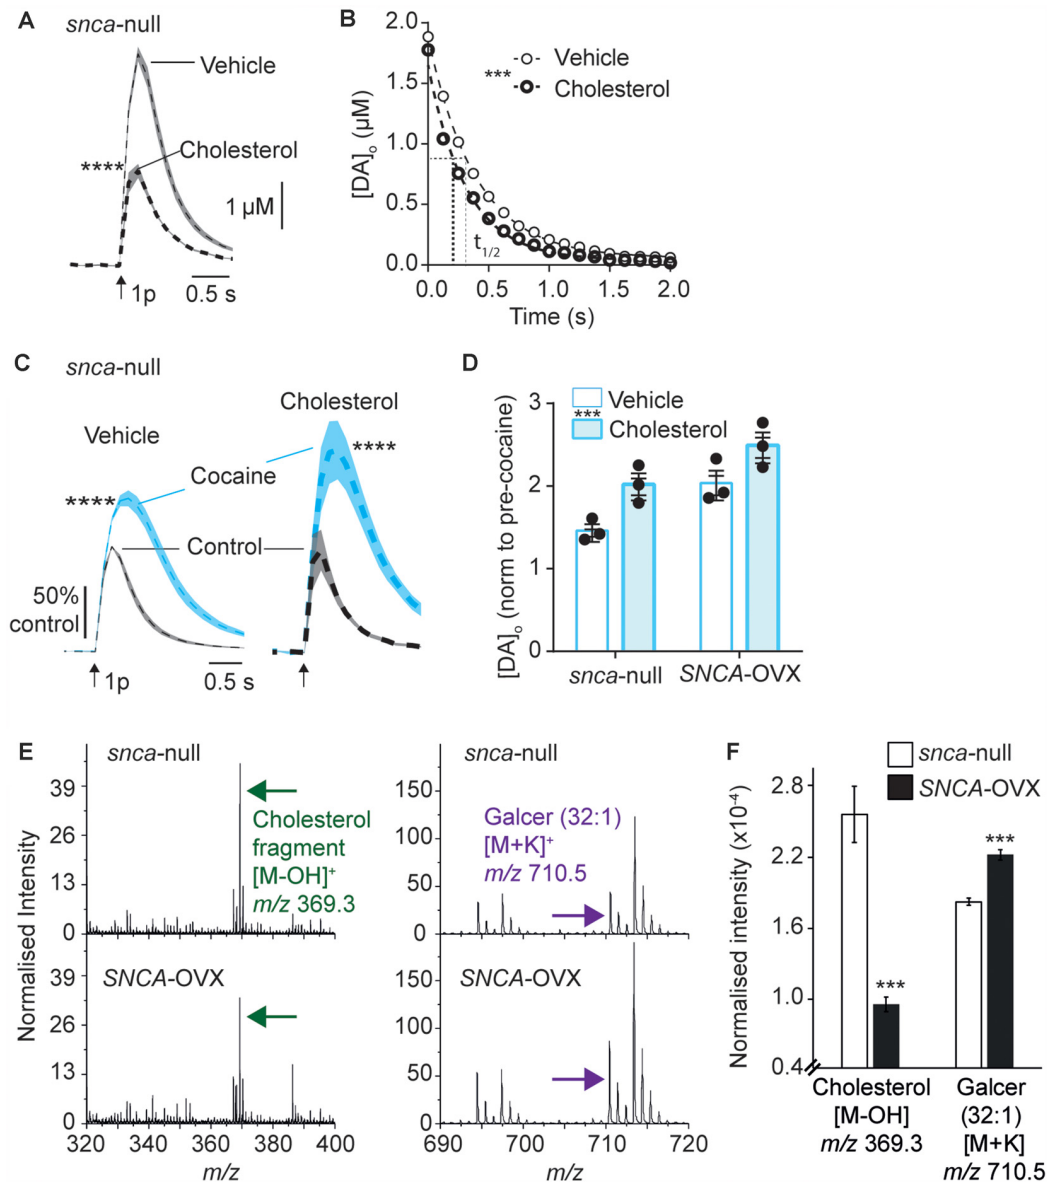 A
snca-null
Vehicle
Cholesterol
****
1 µM
1p
0.5 s
B
2.0
1.5
1.0
0.5
0.0
[DA]o (µM)
Vehicle
***
Cholesterol
t1/2
0.0 0.5 1.0 1.5 2.0
Time (s)
C
snca-null
Vehicle
Cholesterol
****
****
Cocaine
Control
50%
control
1p
0.5 s
D
3
2
1
0
[DA]o (norm to pre-cocaine)
Vehicle
***
Cholesterol
snca-null SNCA-OVX
E
snca-null
39
26
13
0
Cholesterol
fragment
[M-OH]+
m/z 369.3
snca-null
150
100
50
0
Galcer (32:1)
[M+K]+
m/z 710.5
Normalised Intensity
SNCA-OVX
39
26
13
0
320 340 360 380 400
m/z
SNCA-OVX
150
100
50
0
690 700 710 720
m/z
F
snca-null
SNCA-OVX
2.8
2.2
1.6
1.0
0.4
Normalised intensity (x10-4)
***
***
Cholesterol
[M-OH]
m/z 369.3
Galcer
(32:1)
[M+K]
m/z 710.5